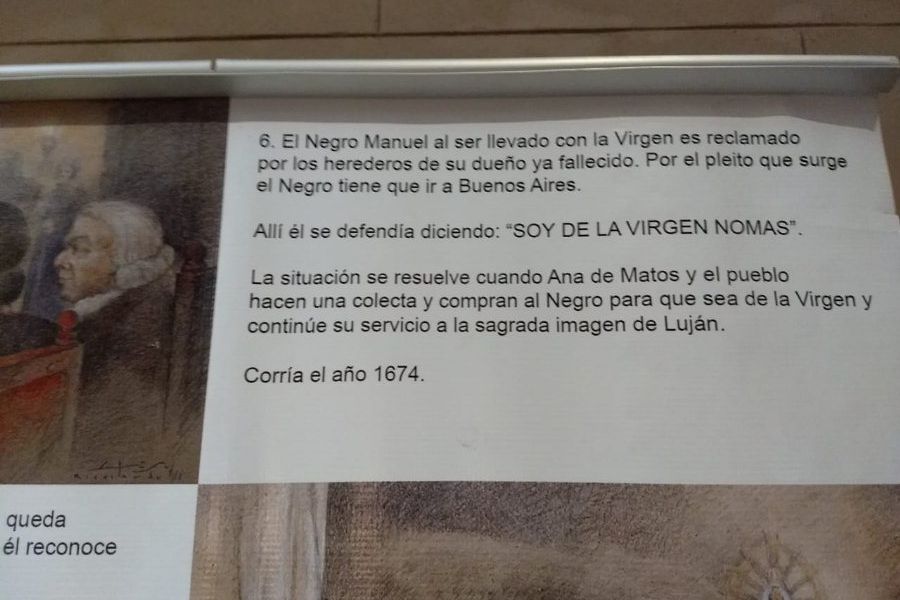 6. El Negro Manuel al ser llevado con la Virgen es reclamado
por los herederos de su dueño ya fallecido. Por el pleito que surge
el Negro tiene que ir a Buenos Aires.
Allí él se defendía diciendo: “SOY DE LA VIRGEN NOMAS”.
La situación se resuelve cuando Ana de Matos y el pueblo
hacen una colecta y compran al Negro para que sea de la Virgen y
continúe su servicio a la sagrada imagen de Luján.
Corría el año 1674.
queda
él reconoce